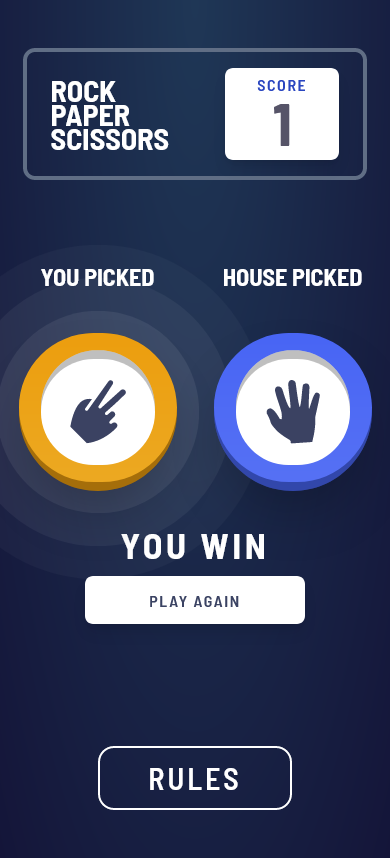 ROCK
PAPER
SCISSORS
SCORE
1
YOU PICKED
HOUSE PICKED
YOU WIN
PLAY AGAIN
RULES